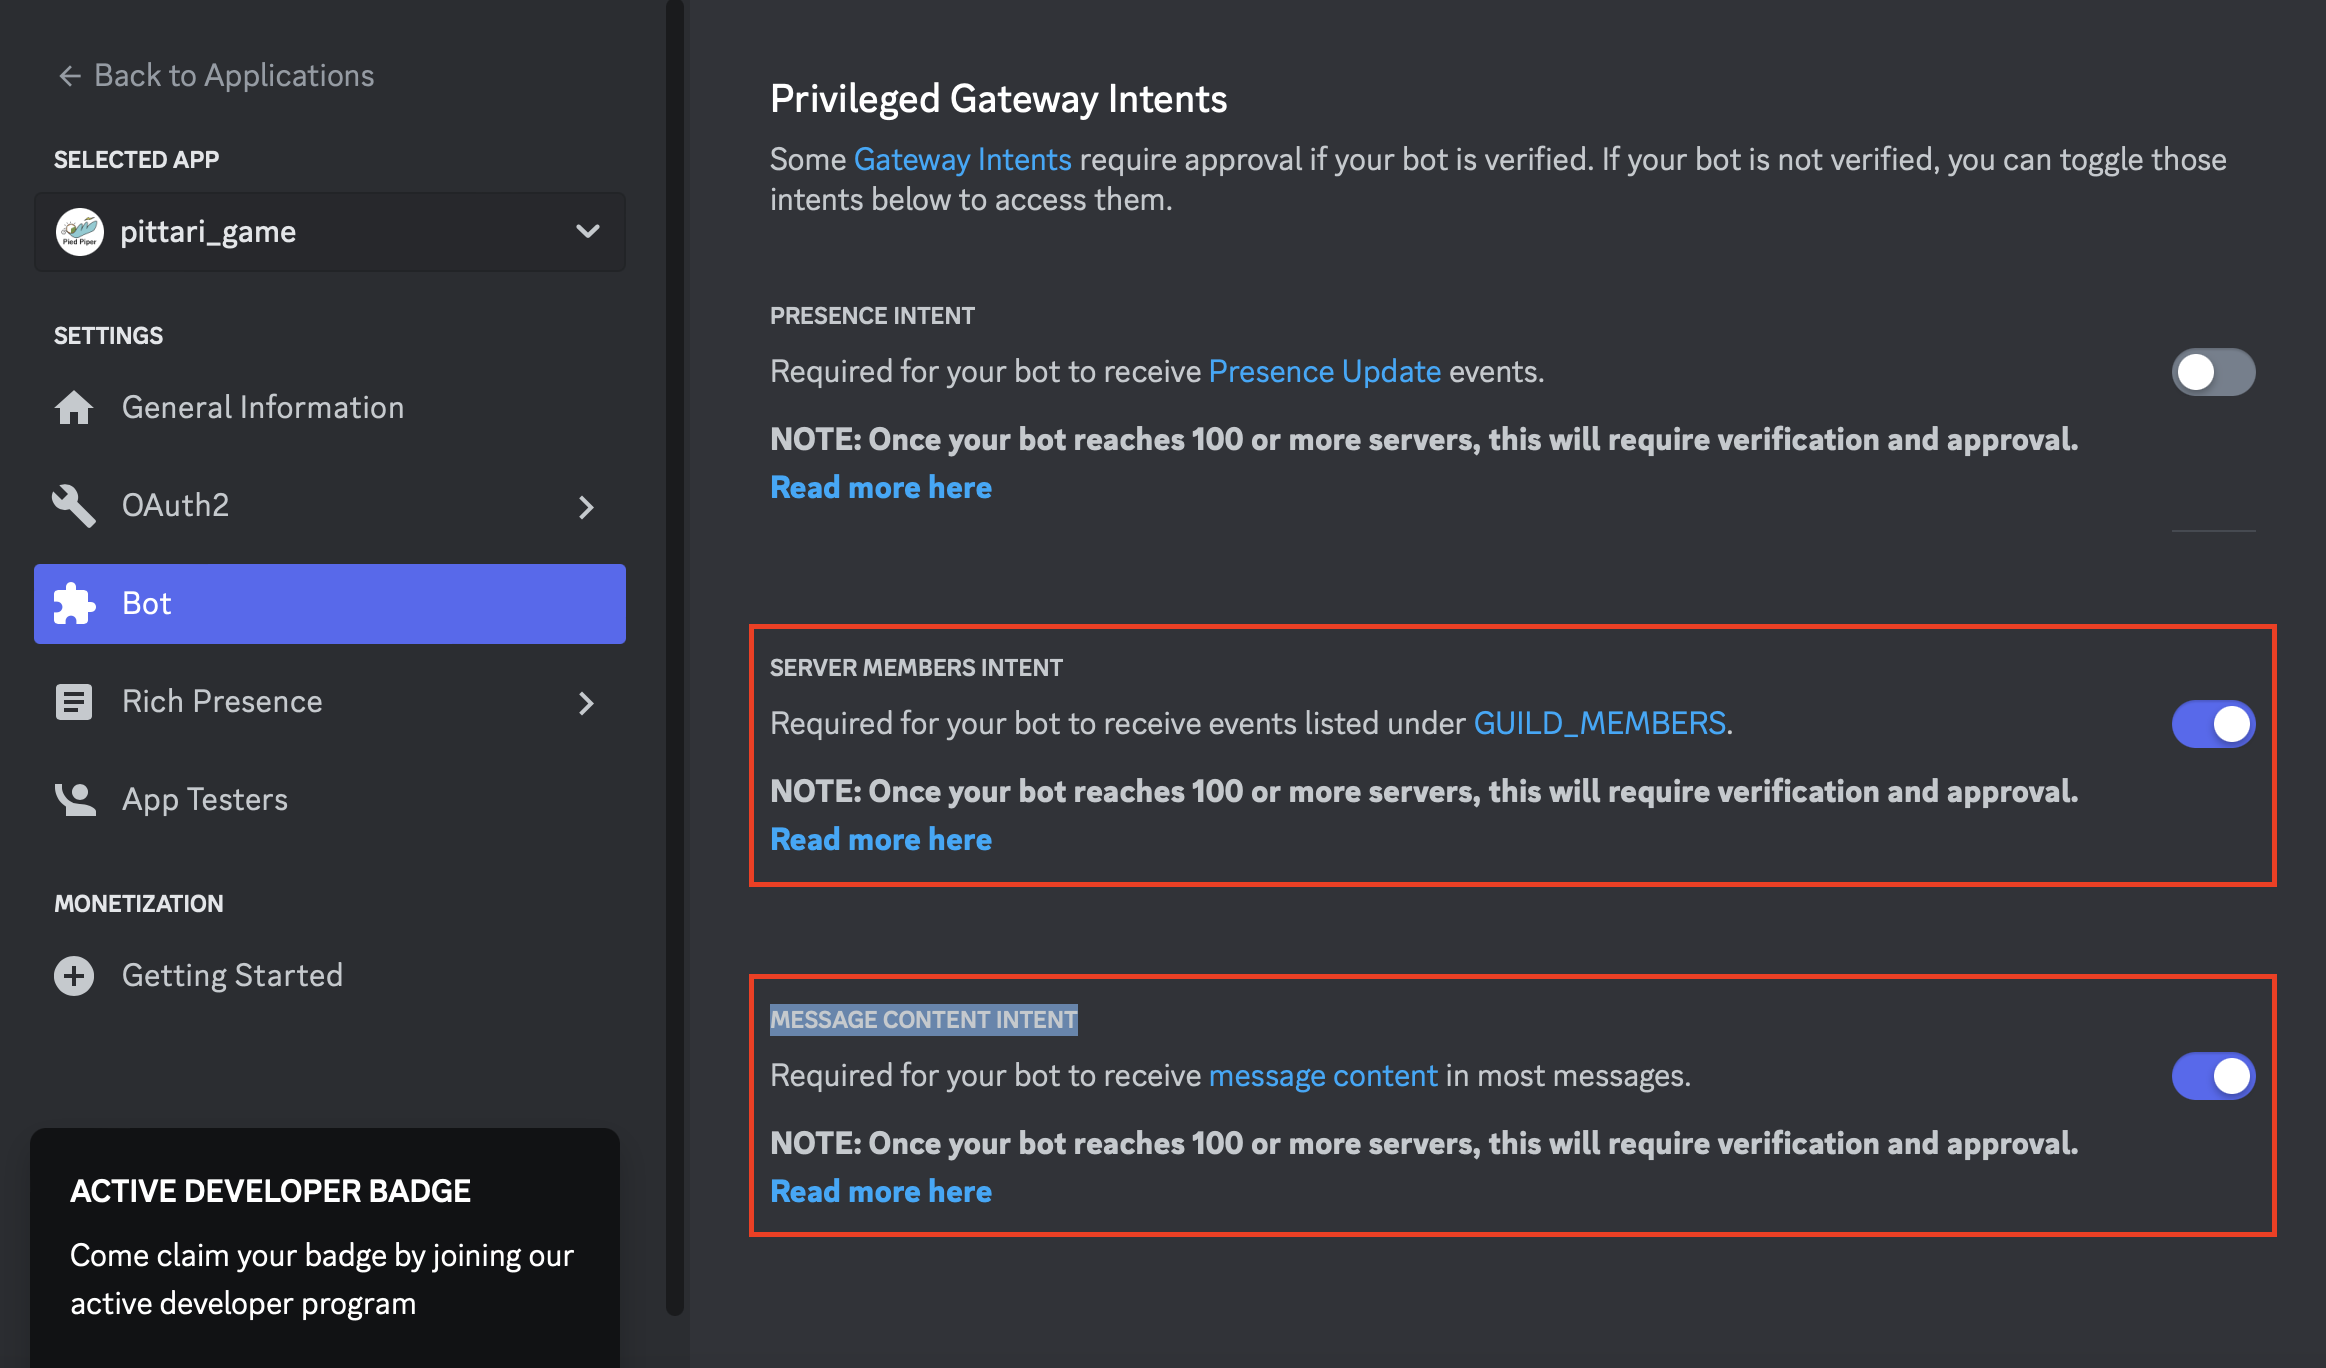 Back to Applications
SELECTED APP
Pied Piper
pittari_game
SETTINGS
General Information
OAuth2
Bot
Rich Presence
App Testers
MONETIZATION
Getting Started
ACTIVE DEVELOPER BADGE
Come claim your badge by joining our
active developer program
Privileged Gateway Intents
Some Gateway Intents require approval if your bot is verified. If your bot is not verified, you can toggle those
intents below to access them.
PRESENCE INTENT
Required for your bot to receive Presence Update events.
NOTE: Once your bot reaches 100 or more servers, this will require verification and approval.
Read more here
SERVER MEMBERS INTENT
Required for your bot to receive events listed under GUILD_MEMBERS.
NOTE: Once your bot reaches 100 or more servers, this will require verification and approval.
Read more here
MESSAGE CONTENT INTENT
Required for your bot to receive message content in most messages.
NOTE: Once your bot reaches 100 or more servers, this will require verification and approval.
Read more here